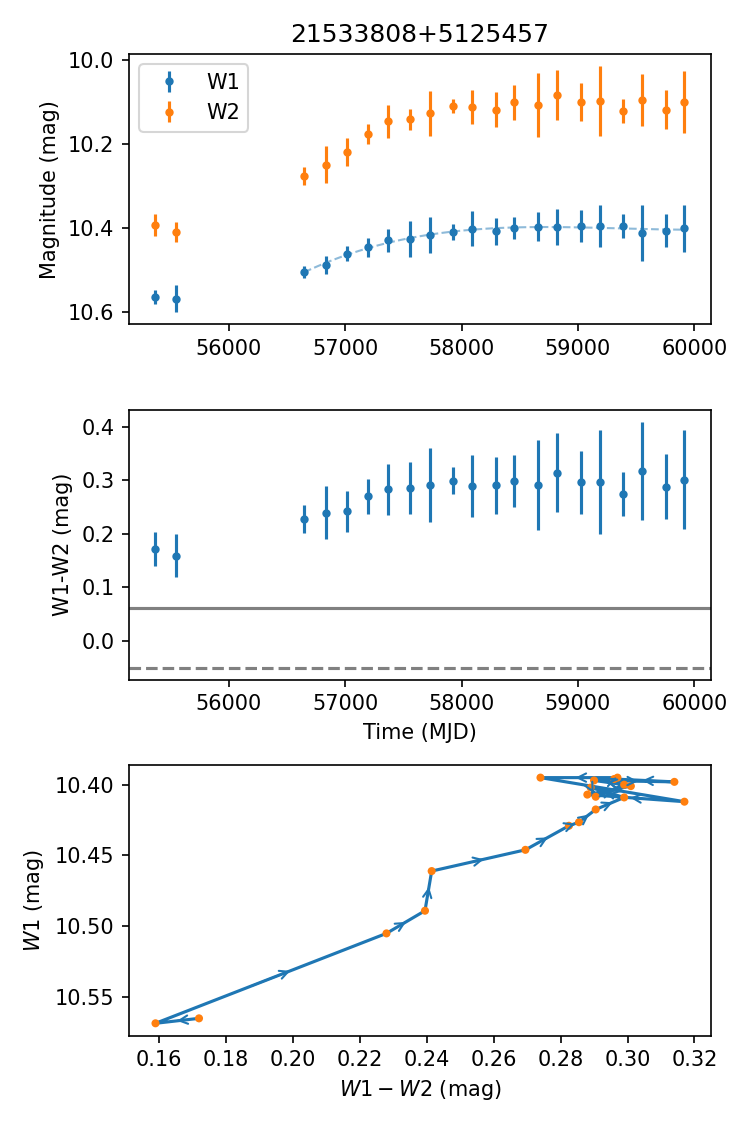 21533808+5125457
W1
W2
Magnitude (mag)
10.0
10.2
10.4
10.6
56000 57000 58000 59000 60000
W1-W2 (mag)
0.4
0.3
0.2
0.1
0.0
56000 57000 58000 59000 60000
Time (MJD)
W1 (mag)
10.40
10.45
10.50
10.55
0.16 0.18 0.20 0.22 0.24 0.26 0.28 0.30 0.32
W1 − W2 (mag)